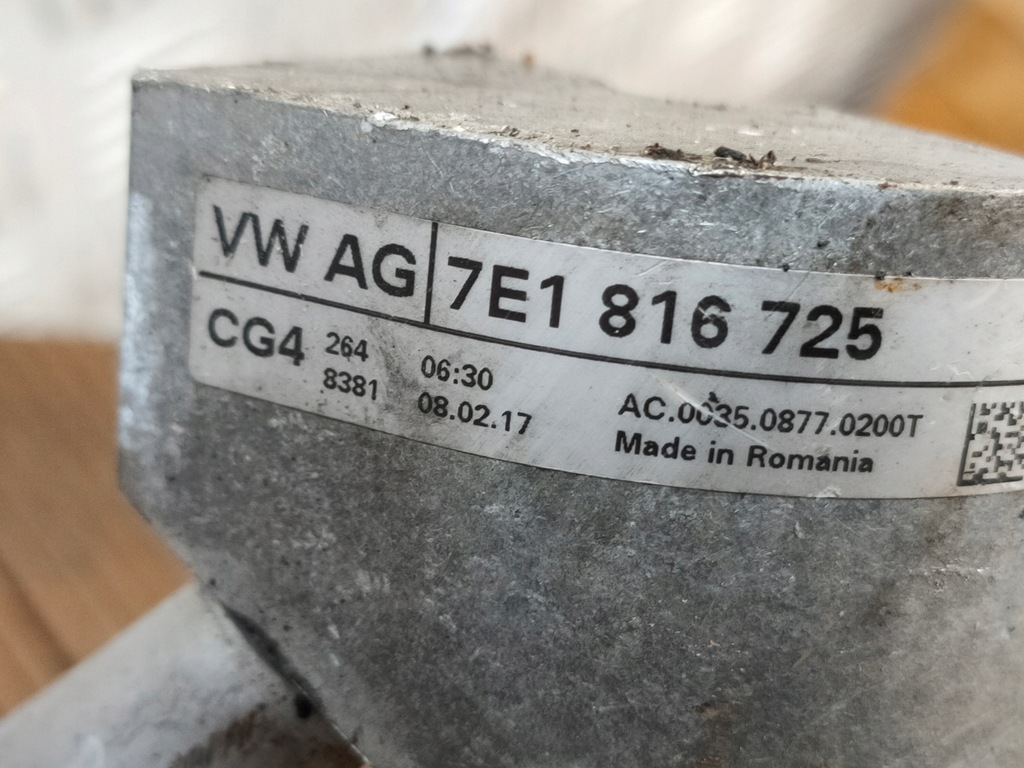 VW AG 7E1 816 725
CG4 264 06:30
8381 08.02.17
AC.0035.0877.0200T
Made in Romania